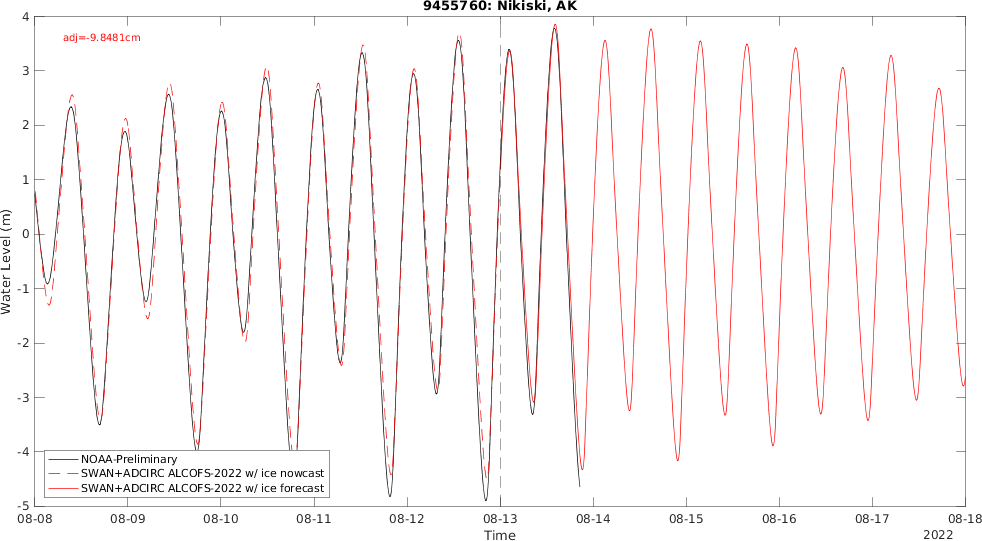 9455760: Nikiski, AK
adj=-9.8481cm
4
3
2
1
0
-1
-2
-3
-4
-5
Water Level (m)
NOAA-Preliminary
SWAN+ADCIRC ALCOFS-2022 w/ ice nowcast
SWAN+ADCIRC ALCOFS-2022 w/ ice forecast
08-08 08-09 08-10 08-11 08-12 08-13 08-14 08-15 08-16 08-17 08-18
Time
2022